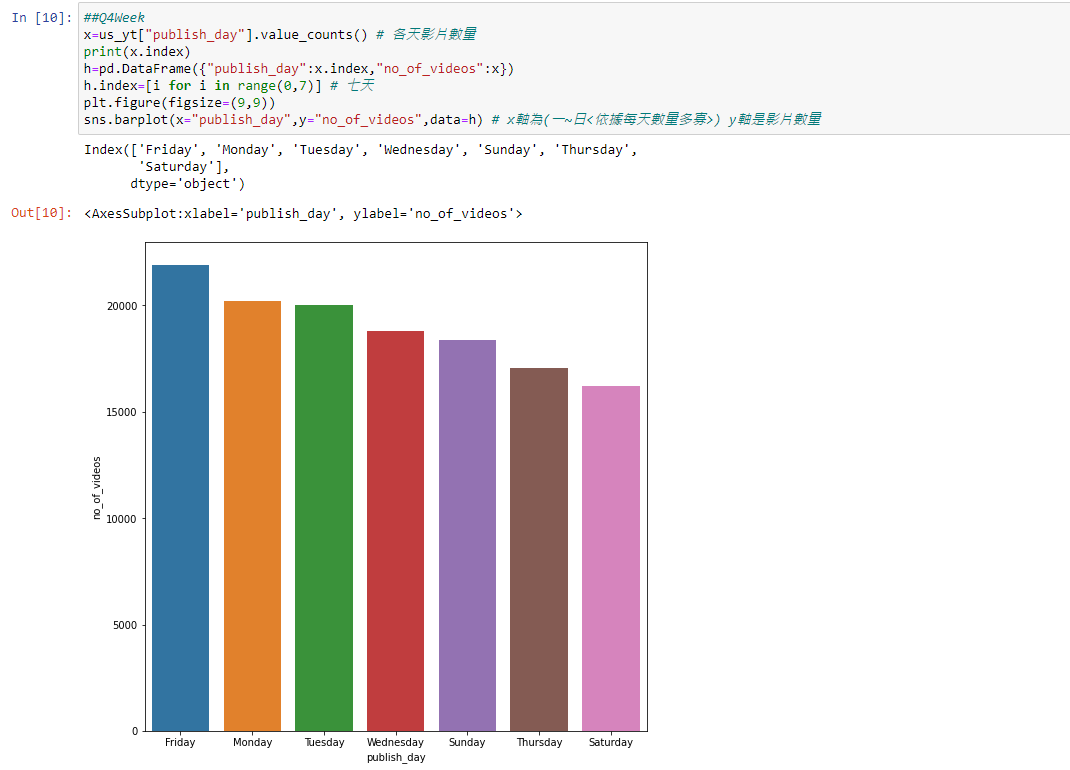 In [10]:
##Q4Week
x=us_yt["publish_day"].value_counts() # 各天影片數量
print(x.index)
h=pd.DataFrame({"publish_day":x.index,"no_of_videos":x})
h.index=[i for i in range(0,7)] # 七天
plt.figure(figsize=(9,9))
sns.barplot(x="publish_day",y="no_of_videos",data=h) # x軸為(一~日<依據每天數量多寡>) y軸是影片數量
Index(['Friday', 'Monday', 'Tuesday', 'Wednesday', 'Sunday', 'Thursday',
'Saturday'],
dtype='object')
Out[10]: <AxesSubplot:xlabel='publish_day', ylabel='no_of_videos'>
20000
15000
10000
5000
0
no_of_videos
Friday Monday Tuesday Wednesday Sunday Thursday Saturday
publish_day